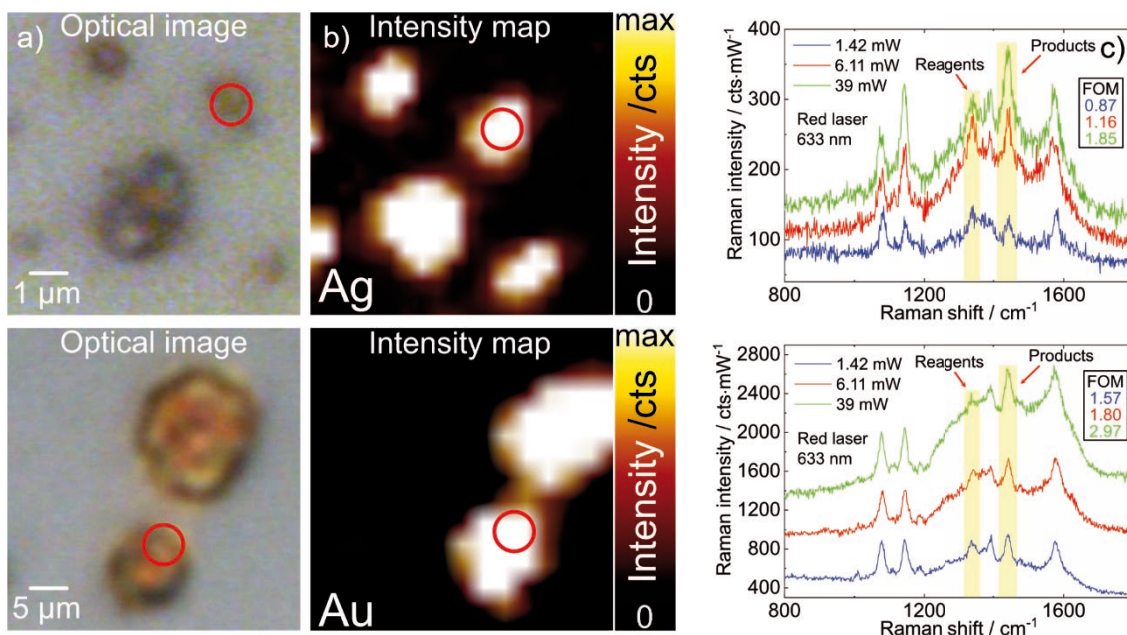 a) Optical image
1 µm
b) Intensity map
Ag
max
Intensity /cts
0
c)
400
300
200
100
Raman intensity / cts·mW⁻¹
1.42 mW
6.11 mW
39 mW
Red laser
633 nm
Reagents
Products
FOM
0.87
1.16
1.85
800 1200 1600
Raman shift / cm⁻¹
Optical image
5 µm
Intensity map
Au
max
Intensity /cts
0
2800
2400
2000
1600
1200
800
400
Raman intensity / cts·mW⁻¹
1.42 mW
6.11 mW
39 mW
Red laser
633 nm
Reagents
Products
FOM
1.57
1.80
2.97
800 1200 1600
Raman shift / cm⁻¹